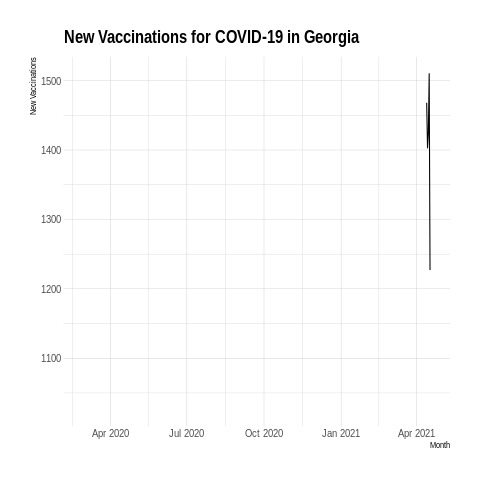 New Vaccinations for COVID-19 in Georgia
New Vaccinations
1500
1400
1300
1200
1100
Apr 2020 Jul 2020 Oct 2020 Jan 2021 Apr 2021
Month